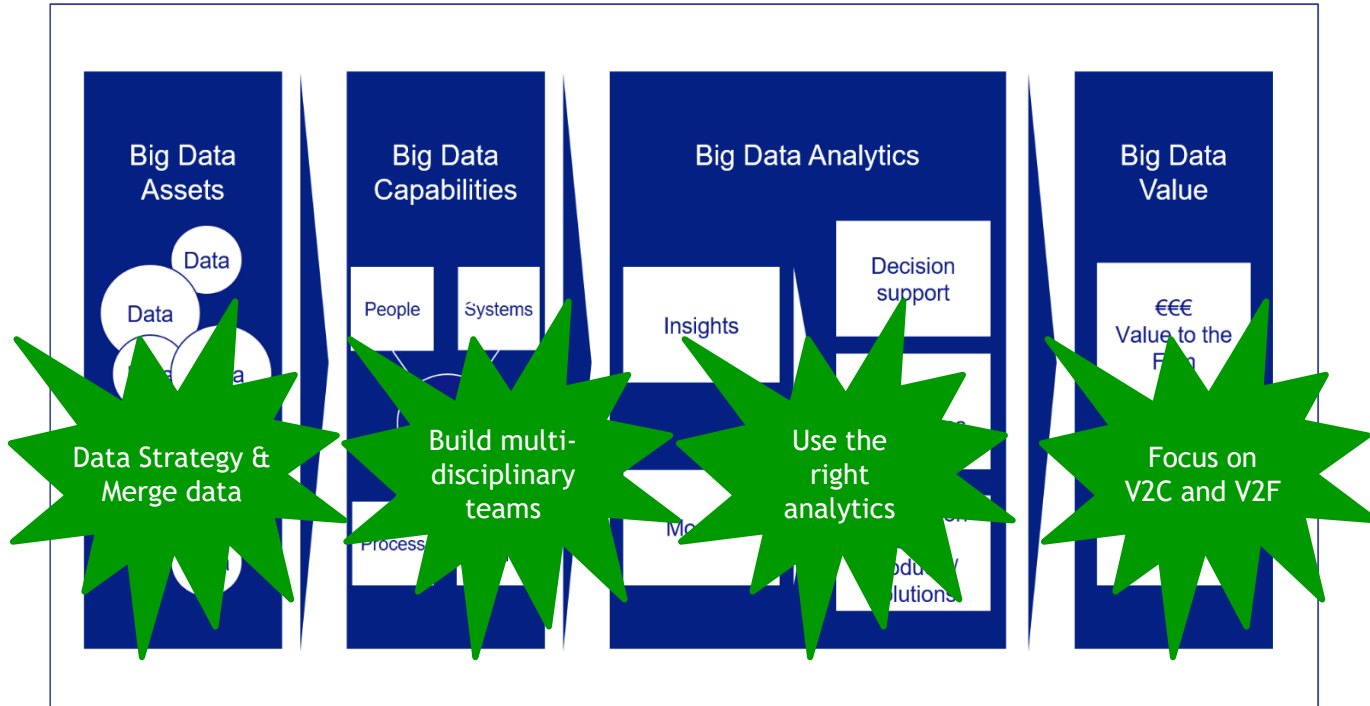 Big Data
Assets
Data
Data
Data Strategy &
Merge data
Big Data
Capabilities
People
Systems
Build multi-
disciplinary
teams
Process
Big Data Analytics
Insights
Decision
support
Use the
right
analytics
Big Data
Value
€€€
Value to the
Focus on
V2C and V2F